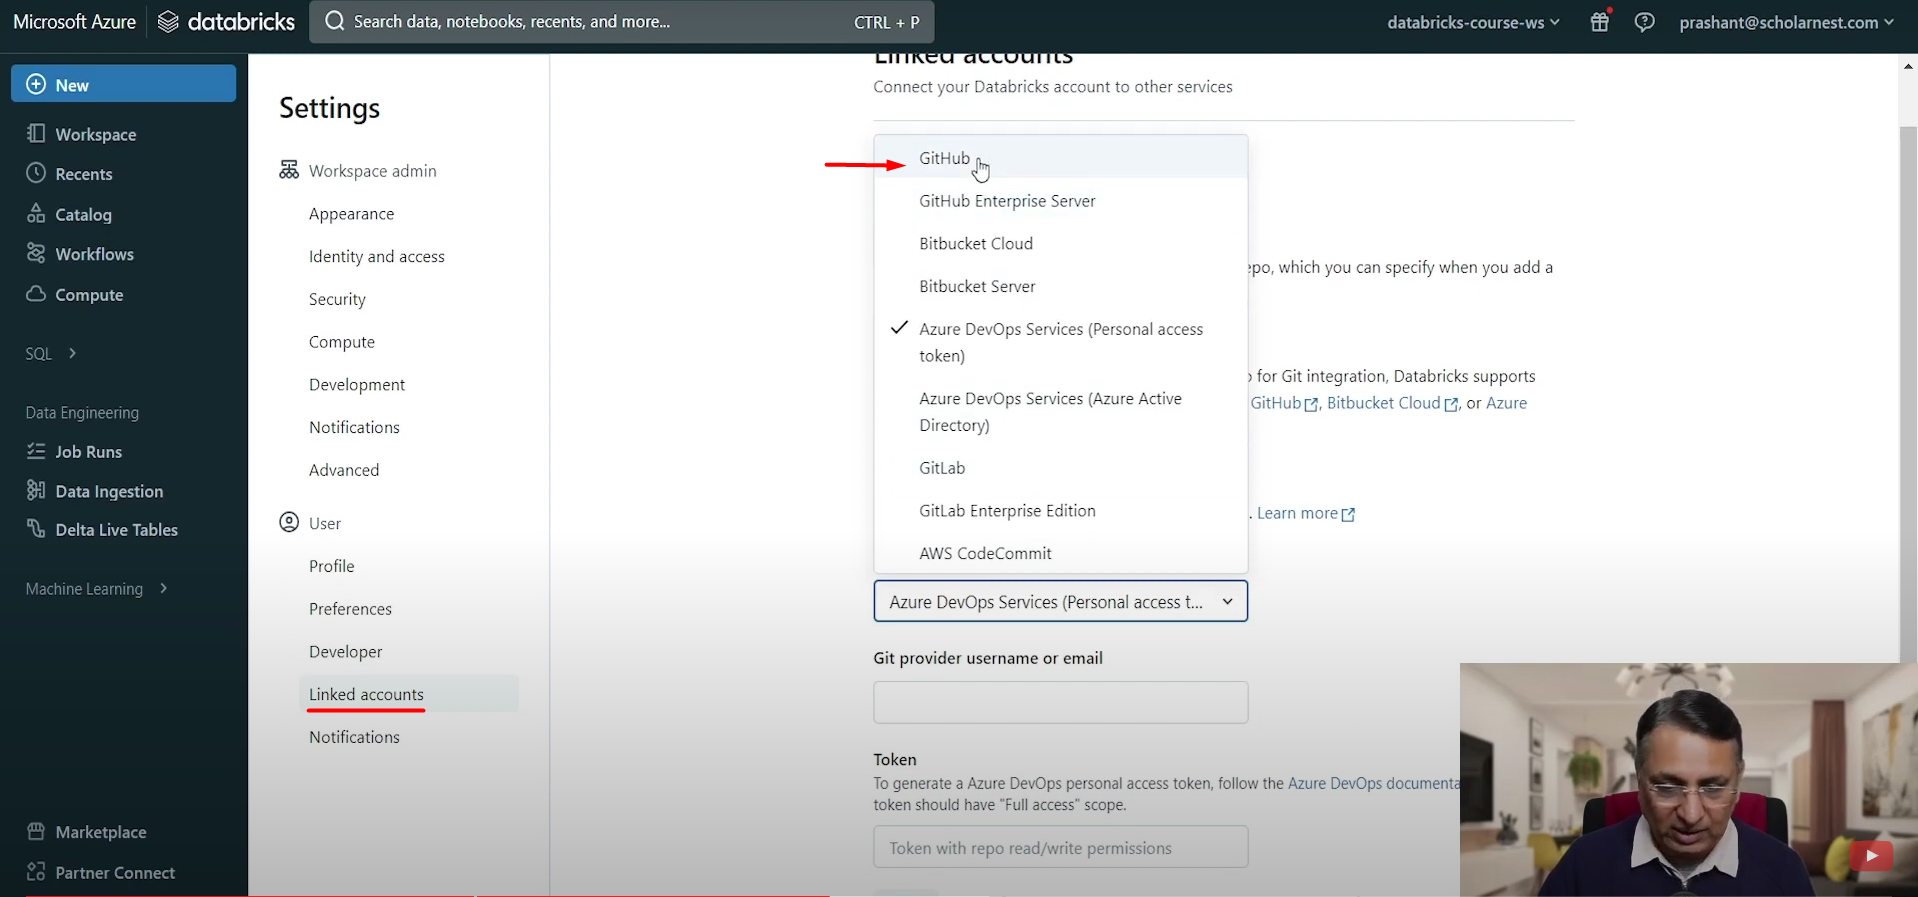 Microsoft Azure databricks Search data, notebooks, recents, and more... CTRL + P databricks-course-ws prashant@scholarnest.com
New
Workspace
Recents
Catalog
Workflows
Compute
SQL
Data Engineering
Job Runs
Data Ingestion
Delta Live Tables
Machine Learning
Marketplace
Partner Connect
Settings
Workspace admin
Appearance
Identity and access
Security
Compute
Development
Notifications
Advanced
User
Profile
Preferences
Developer
Linked accounts
Notifications
Linked accounts
Connect your Databricks account to other services
GitHub
GitHub Enterprise Server
Bitbucket Cloud
Bitbucket Server
Azure DevOps Services (Personal access
token)
Azure DevOps Services (Azure Active
Directory)
GitLab
GitLab Enterprise Edition
AWS CodeCommit
epo, which you can specify when you add a
for Git integration, Databricks supports
GitHub, Bitbucket Cloud, or Azure
. Learn more
Azure DevOps Services (Personal access t...
Git provider username or email
Token
To generate a Azure DevOps personal access token, follow the Azure DevOps documenta
token should have "Full access" scope.
Token with repo read/write permissions